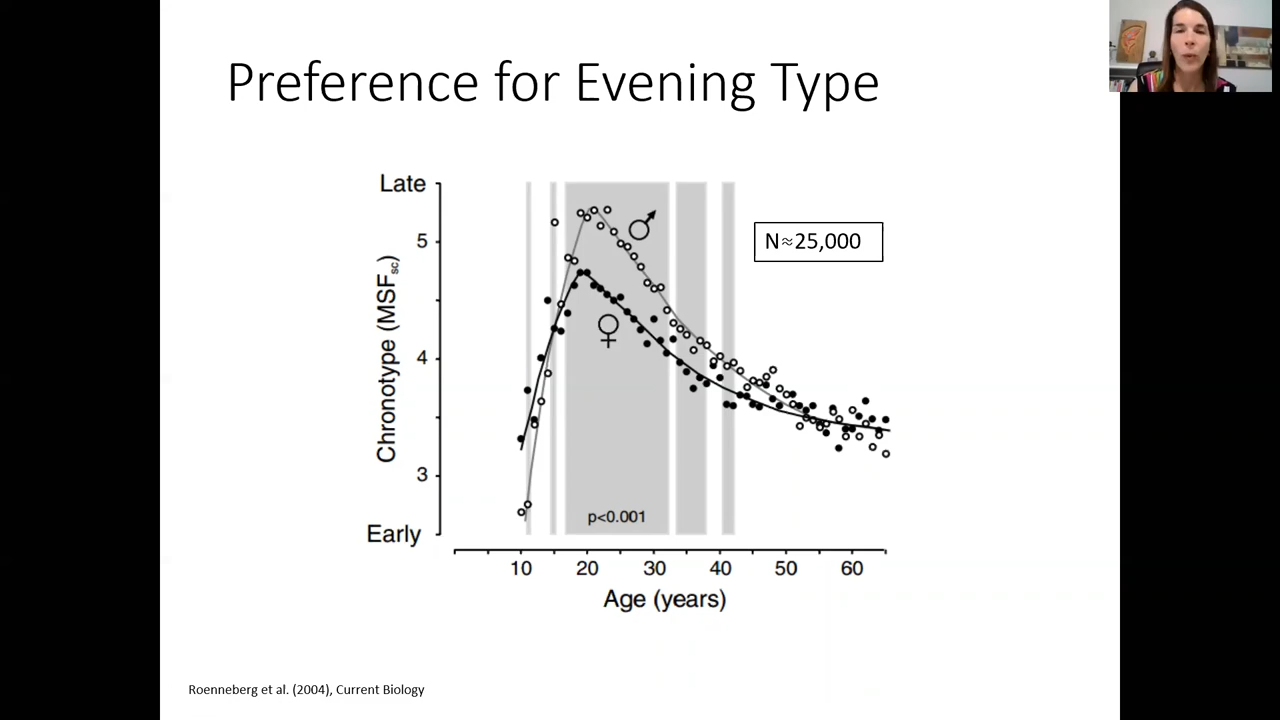 Preference for Evening Type
Late
5
4
3
Early
Chronotype (MSFsc)
♂
♀
N≈25,000
p<0.001
10 20 30 40 50 60
Age (years)
Roenneberg et al. (2004), Current Biology